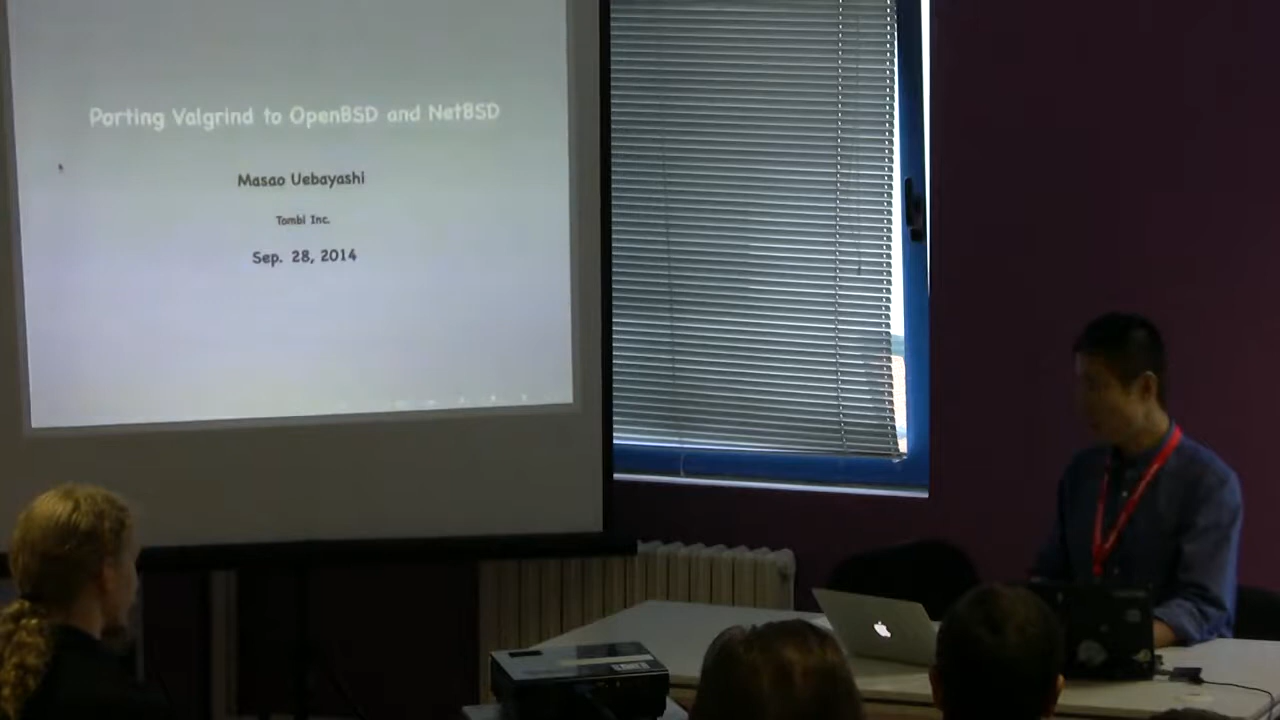 Porting Valgrind to OpenBSD and NetBSD
Masao Uebayashi
Tombi Inc.
Sep. 28, 2014